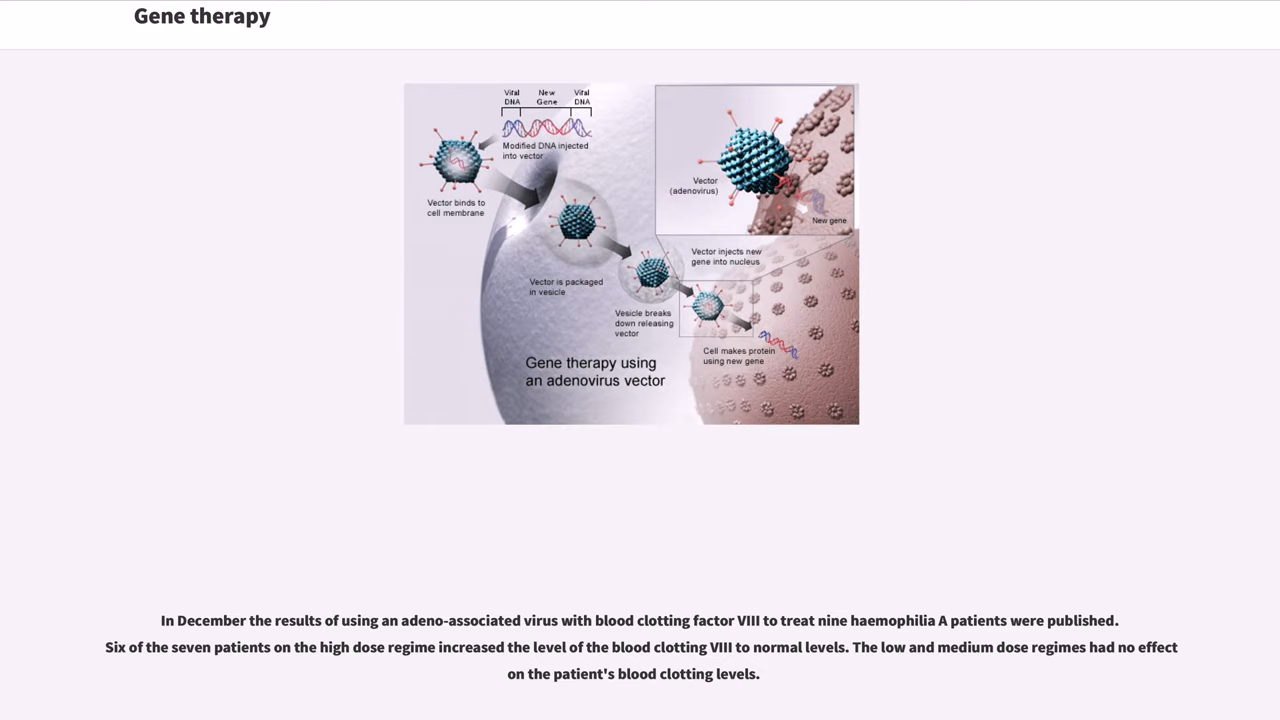 Gene therapy
Viral New Viral
DNA Gene DNA
Modified DNA injected
into vector
Vector binds to
cell membrane
Vector
(adenovirus)
New gene
Vector injects new
gene into nucleus
Vector is packaged
in vesicle
Vesicle breaks
down releasing
vector
Cell makes protein
using new gene
Gene therapy using
an adenovirus vector
In December the results of using an adeno-associated virus with blood clotting factor VIII to treat nine haemophilia A patients were published.
Six of the seven patients on the high dose regime increased the level of the blood clotting VIII to normal levels. The low and medium dose regimes had no effect
on the patient's blood clotting levels.